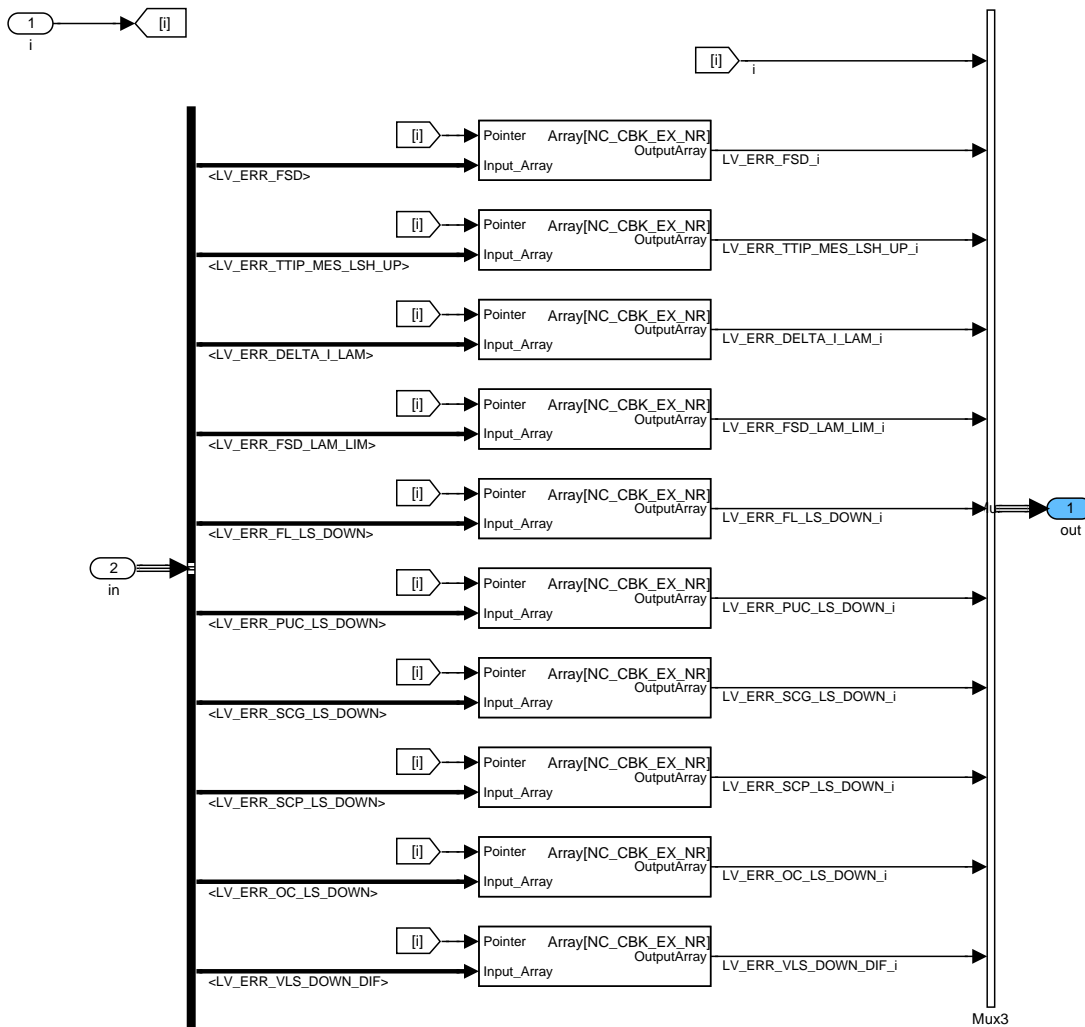 1
[i]
i
[i]
i
[i]
Pointer
Array[NC_CBK_EX_NR]
OutputArray
Input_Array
<LV_ERR_FSD>
LV_ERR_FSD_i
[i]
Pointer
Array[NC_CBK_EX_NR]
OutputArray
Input_Array
<LV_ERR_TTIP_MES_LSH_UP>
LV_ERR_TTIP_MES_LSH_UP_i
[i]
Pointer
Array[NC_CBK_EX_NR]
OutputArray
Input_Array
<LV_ERR_DELTA_I_LAM>
LV_ERR_DELTA_I_LAM_i
[i]
Pointer
Array[NC_CBK_EX_NR]
OutputArray
Input_Array
<LV_ERR_FSD_LAM_LIM>
LV_ERR_FSD_LAM_LIM_i
[i]
Pointer
Array[NC_CBK_EX_NR]
OutputArray
Input_Array
<LV_ERR_FL_LS_DOWN>
LV_ERR_FL_LS_DOWN_i
1
out
2
in
[i]
Pointer
Array[NC_CBK_EX_NR]
OutputArray
Input_Array
<LV_ERR_PUC_LS_DOWN>
LV_ERR_PUC_LS_DOWN_i
[i]
Pointer
Array[NC_CBK_EX_NR]
OutputArray
Input_Array
<LV_ERR_SCG_LS_DOWN>
LV_ERR_SCG_LS_DOWN_i
[i]
Pointer
Array[NC_CBK_EX_NR]
OutputArray
Input_Array
<LV_ERR_SCP_LS_DOWN>
LV_ERR_SCP_LS_DOWN_i
[i]
Pointer
Array[NC_CBK_EX_NR]
OutputArray
Input_Array
<LV_ERR_OC_LS_DOWN>
LV_ERR_OC_LS_DOWN_i
[i]
Pointer
Array[NC_CBK_EX_NR]
OutputArray
Input_Array
<LV_ERR_VLS_DOWN_DIF>
LV_ERR_VLS_DOWN_DIF_i
Mux3